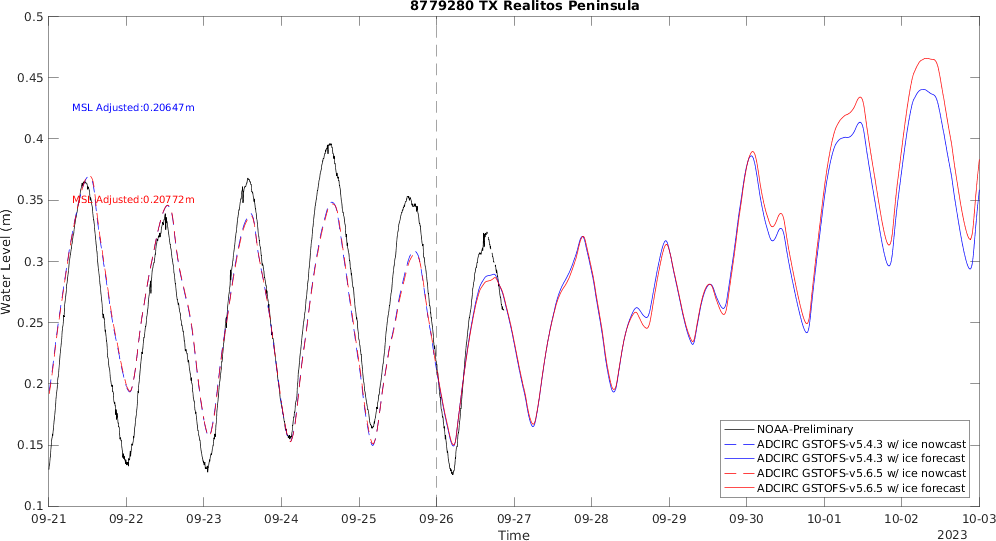 8779280 TX Realitos Peninsula
0.5
0.45
0.4
0.35
0.3
0.25
0.2
0.15
0.1
Water Level (m)
MSL Adjusted:0.20647m
MSL Adjusted:0.20772m
NOAA-Preliminary
ADCIRC GSTOFS-v5.4.3 w/ ice nowcast
ADCIRC GSTOFS-v5.4.3 w/ ice forecast
ADCIRC GSTOFS-v5.6.5 w/ ice nowcast
ADCIRC GSTOFS-v5.6.5 w/ ice forecast
09-21 09-22 09-23 09-24 09-25 09-26 09-27 09-28 09-29 09-30 10-01 10-02 10-03
Time
2023